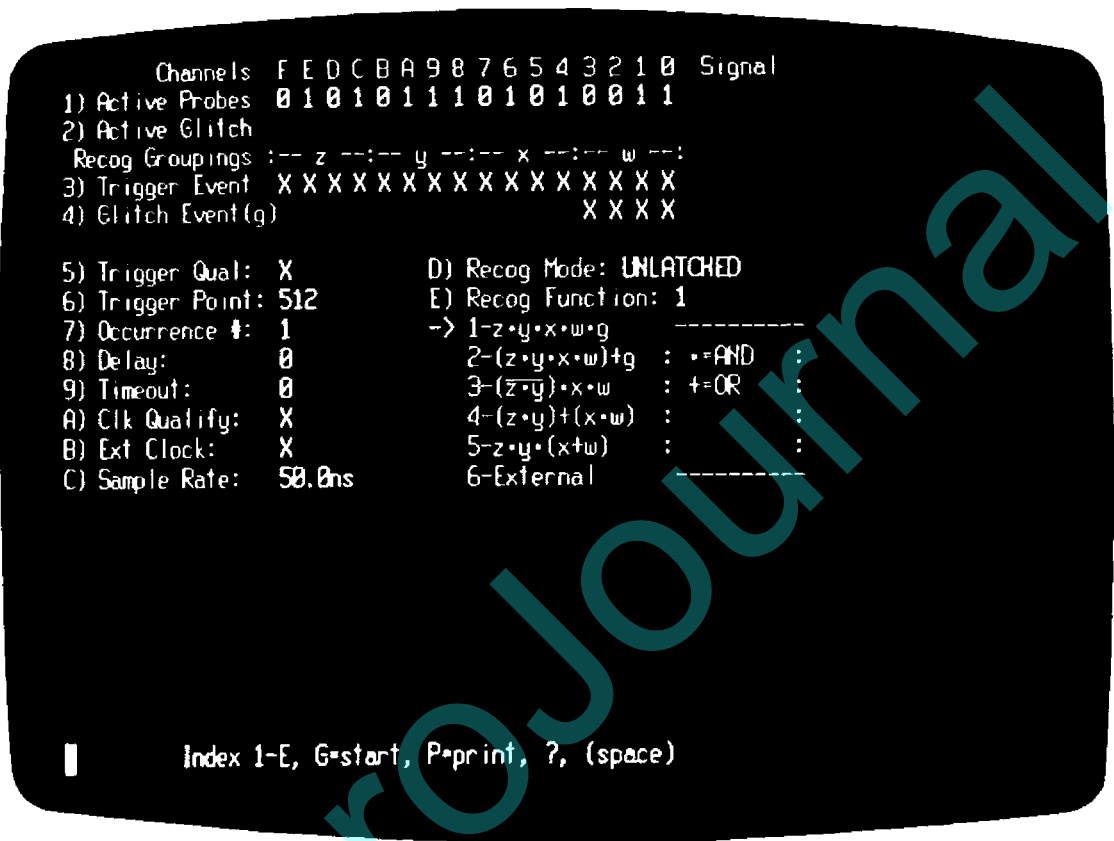 Channels F E D C B A 9 8 7 6 5 4 3 2 1 0 Signal
1) Active Probes 0 1 0 1 0 1 1 1 0 1 0 1 0 0 1 1
2) Active Glitch
Recog Groupings :-- z --:-- y --:-- x --:-- w --:
3) Trigger Event X X X X X X X X X X X X X X X X
4) Glitch Event(g) X X X X
5) Trigger Qual: X D) Recog Mode: UNLATCHED
6) Trigger Point: 512 E) Recog Function: 1
7) Occurrence #: 1 -> 1-z•y•x•w•g ----------
8) Delay: 0 2-(z•y•x•w)+g : •=AND :
9) Timeout: 0 3-(z̅•̅y̅)•x•w : +=OR :
A) Clk Qualify: X 4-(z•y)+(x•w) : :
B) Ext Clock: X 5-z•y•(x+w) : :
C) Sample Rate: 50.0ns 6-External ----------
Index 1-E, G=start, P=print, ?, (space)
roJournal